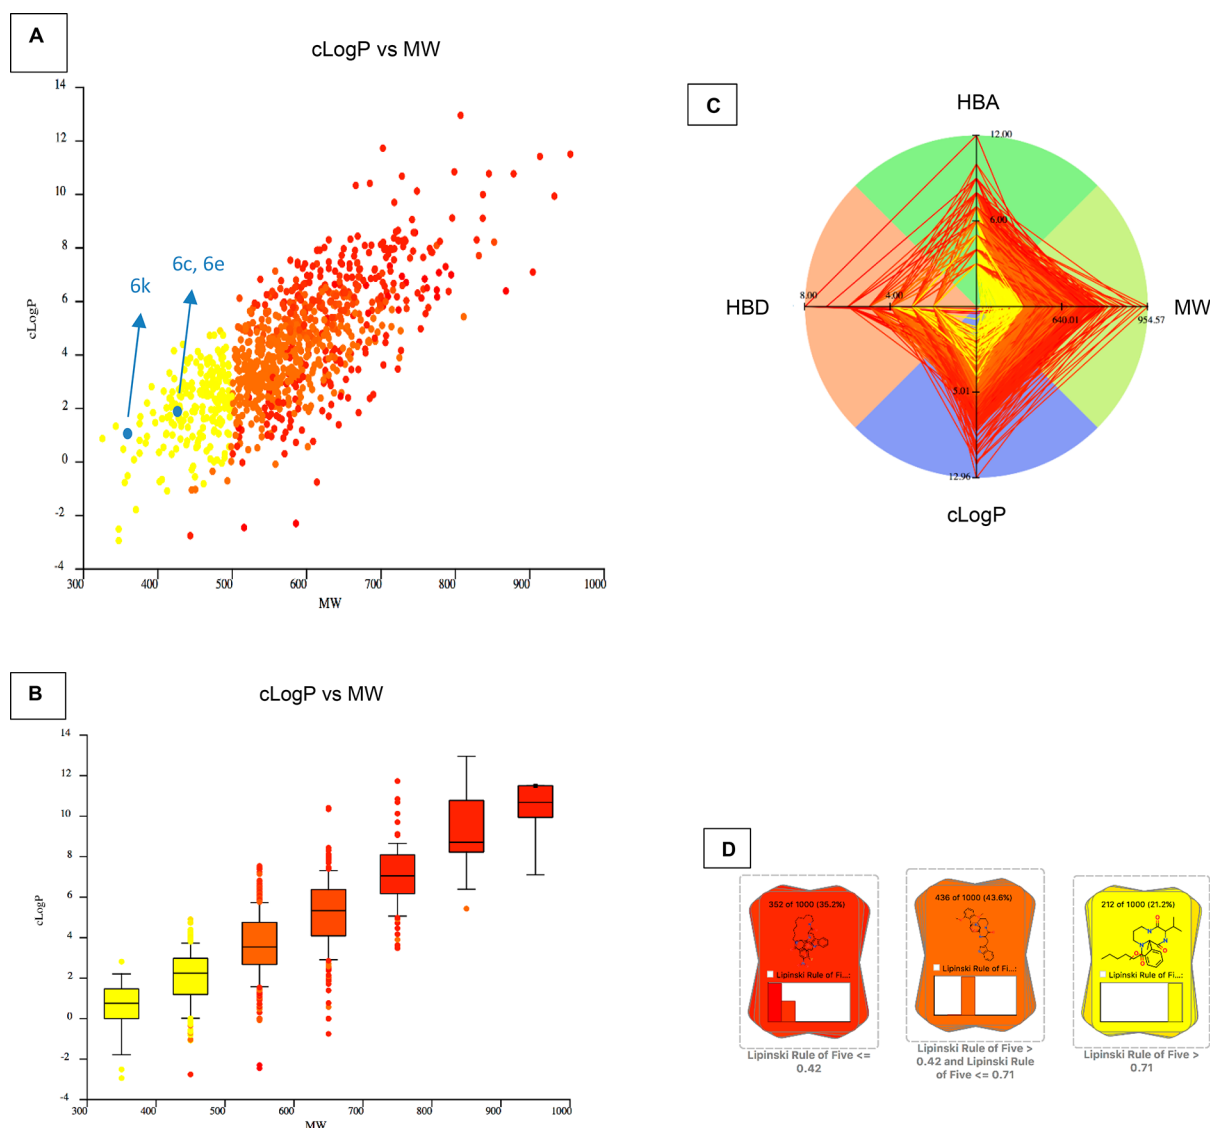 A
cLogP vs MW
14
12
10
8
6
4
2
0
-2
-4
cLogP
6k
6c, 6e
300
400
500
600
700
800
900
1000
MW
C
HBA
12.00
6.00
HBD
8.00
4.00
640.01
954.57
MW
5.01
12.96
cLogP
B
cLogP vs MW
14
12
10
8
6
4
2
0
-2
-4
cLogP
300
400
500
600
700
800
900
1000
MW
D
352 of 1000 (35.2%)
Lipinski Rule of Fi...:
Lipinski Rule of Five <=
0.42
436 of 1000 (43.6%)
Lipinski Rule of Fi...:
Lipinski Rule of Five >
0.42 and Lipinski Rule
of Five <= 0.71
212 of 1000 (21.2%)
Lipinski Rule of Fi...:
Lipinski Rule of Five >
0.71